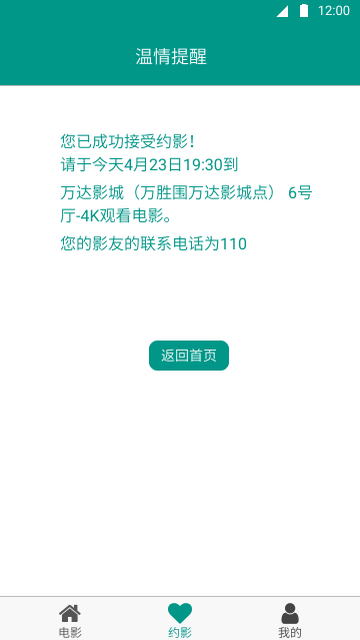 12:00
温情提醒
您已成功接受约影！
请于今天4月23日19:30到
万达影城（万胜围万达影城点） 6号
厅-4K观看电影。
您的影友的联系电话为110
返回首页
电影
约影
我的